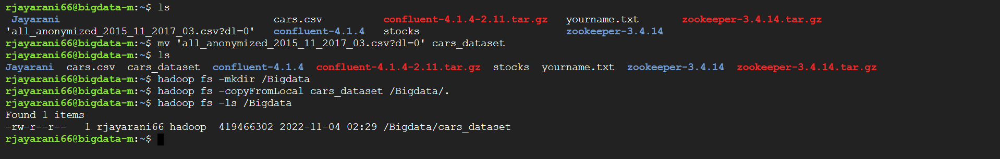 rjayarani66@bigdata-m:~$ ls
Jayarani cars.csv confluent-4.1.4-2.11.tar.gz yourname.txt zookeeper-3.4.14.tar.gz
'all_anonymized_2015_11_2017_03.csv?dl=0' confluent-4.1.4 stocks zookeeper-3.4.14
rjayarani66@bigdata-m:~$ mv 'all_anonymized_2015_11_2017_03.csv?dl=0' cars_dataset
rjayarani66@bigdata-m:~$ ls
Jayarani cars.csv cars_dataset confluent-4.1.4 confluent-4.1.4-2.11.tar.gz stocks yourname.txt zookeeper-3.4.14 zookeeper-3.4.14.tar.gz
rjayarani66@bigdata-m:~$ hadoop fs -mkdir /Bigdata
rjayarani66@bigdata-m:~$ hadoop fs -copyFromLocal cars_dataset /Bigdata/.
rjayarani66@bigdata-m:~$ hadoop fs -ls /Bigdata
Found 1 items
-rw-r--r-- 1 rjayarani66 hadoop 419466302 2022-11-04 02:29 /Bigdata/cars_dataset
rjayarani66@bigdata-m:~$